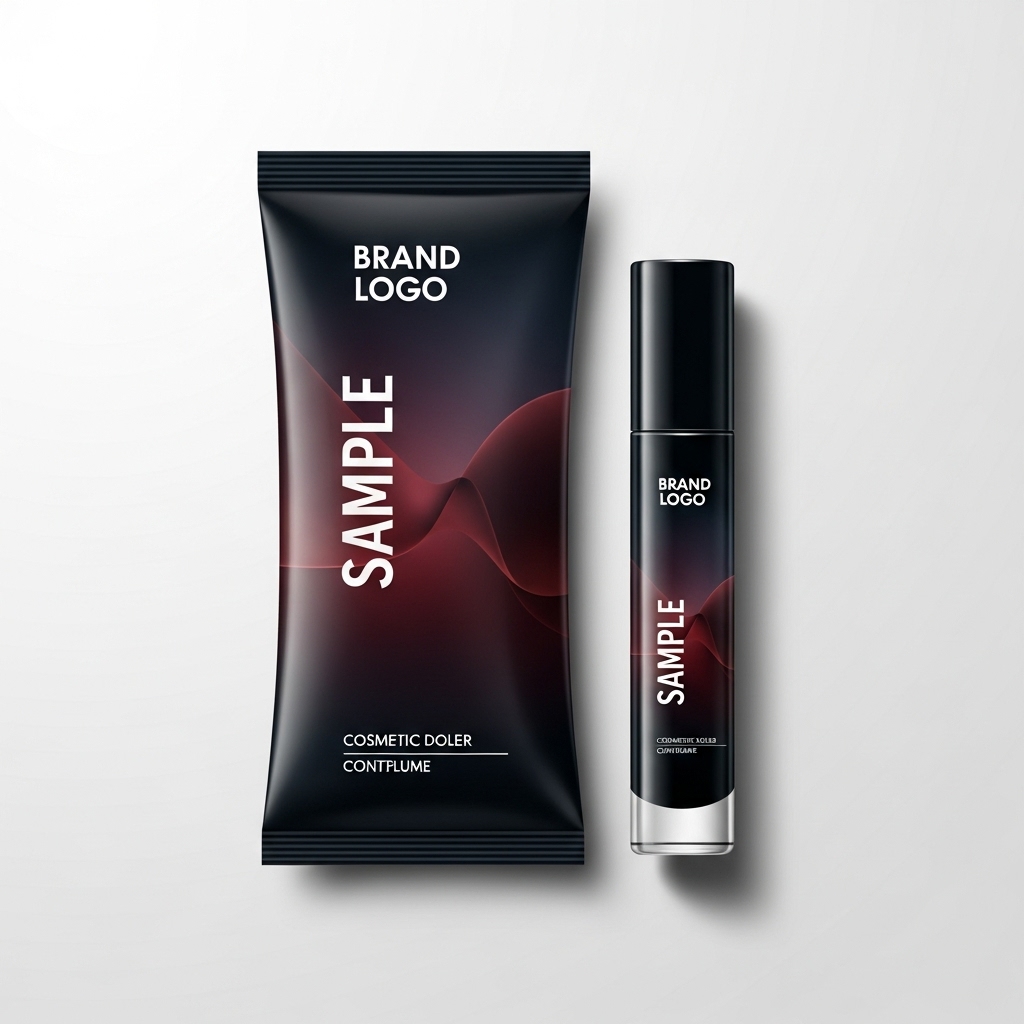 BRAND
LOGO
SAMPLE
COSMETIC DOLER
CONTFLUME
BRAND
LOGO
SAMPLE